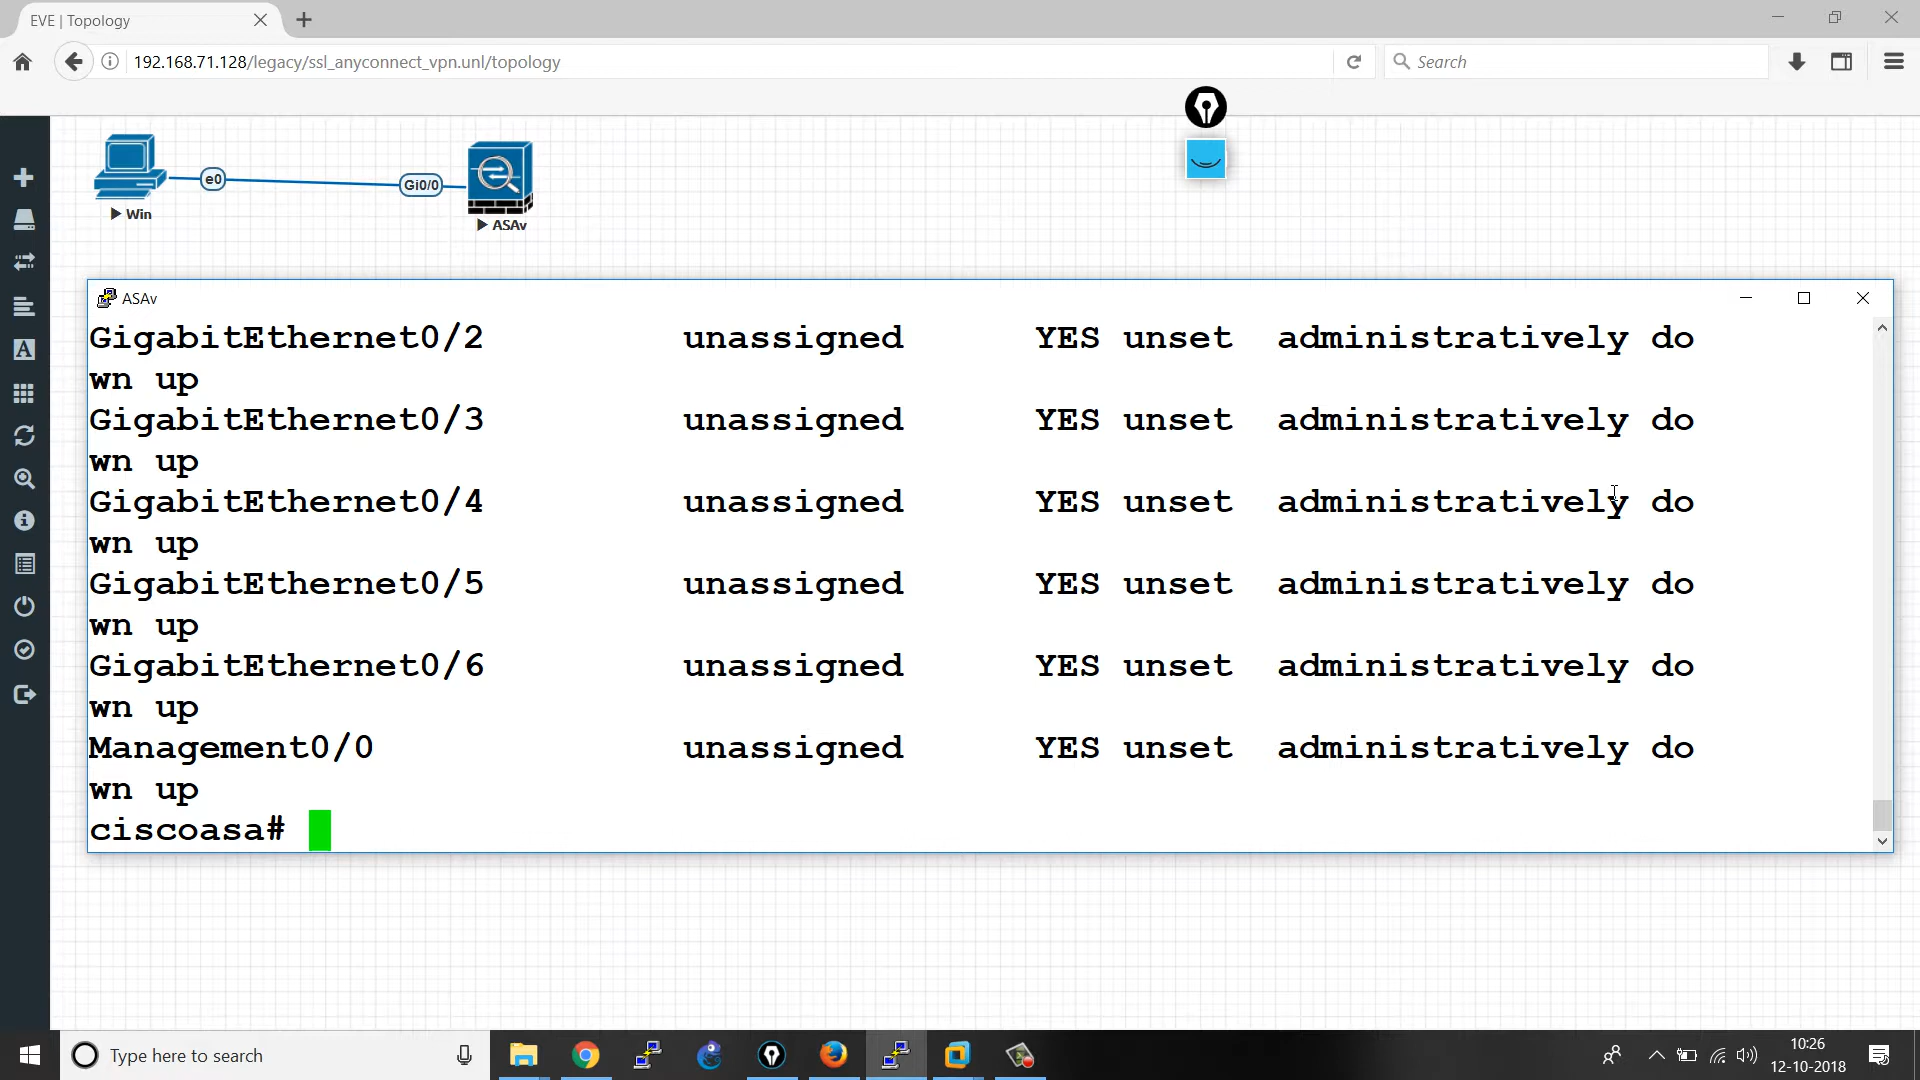 EVE | Topology
192.168.71.128/legacy/ssl_anyconnect_vpn.unl/topology
Search
e0
Gi0/0
Win
ASAv
ASAv
GigabitEthernet0/2 unassigned YES unset administratively do
wn up
GigabitEthernet0/3 unassigned YES unset administratively do
wn up
GigabitEthernet0/4 unassigned YES unset administratively do
wn up
GigabitEthernet0/5 unassigned YES unset administratively do
wn up
GigabitEthernet0/6 unassigned YES unset administratively do
wn up
Management0/0 unassigned YES unset administratively do
wn up
ciscoasa#
Type here to search
10:26
12-10-2018